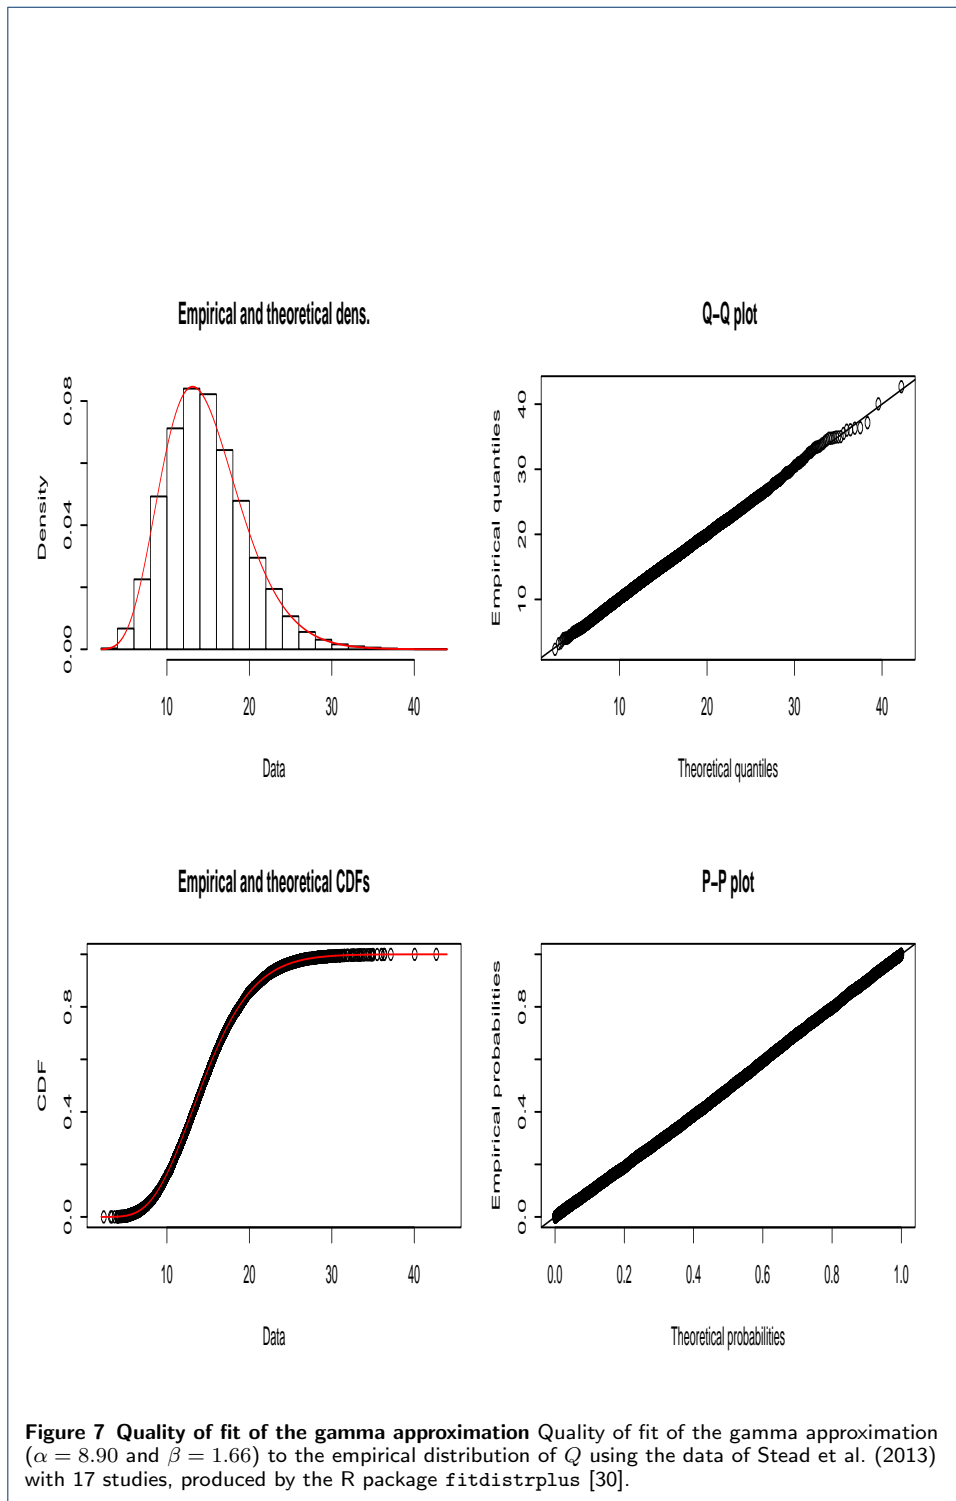 Empirical and theoretical dens.
Density
0.00 0.04 0.08
10 20 30 40
Data
Q–Q plot
Empirical quantiles
10 20 30 40
10 20 30 40
Theoretical quantiles
Empirical and theoretical CDFs
CDF
0.0 0.4 0.8
10 20 30 40
Data
P–P plot
Empirical probabilities
0.0 0.4 0.8
0.0 0.2 0.4 0.6 0.8 1.0
Theoretical probabilities
Figure 7 Quality of fit of the gamma approximation Quality of fit of the gamma approximation
(α = 8.90 and β = 1.66) to the empirical distribution of Q using the data of Stead et al. (2013)
with 17 studies, produced by the R package fitdistrplus [30].